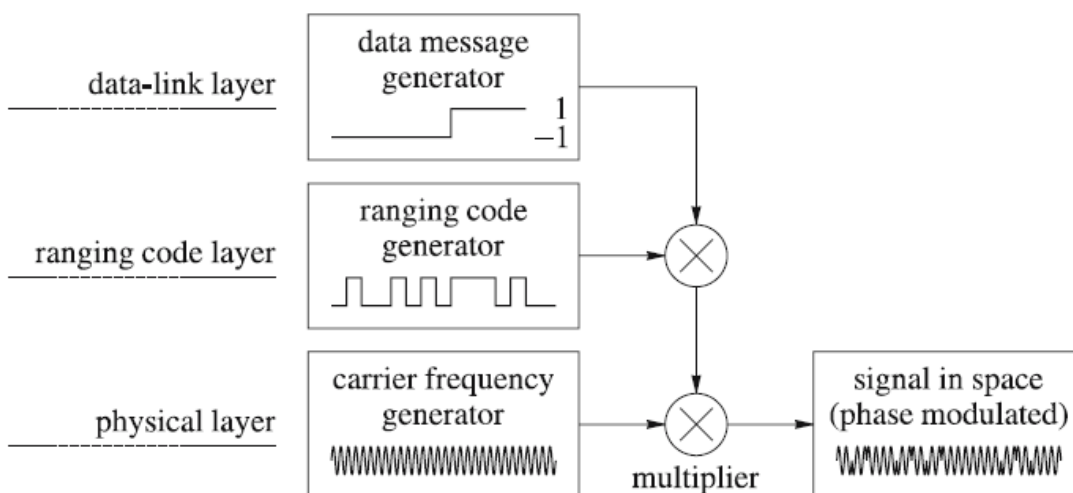 data-link layer
data message
generator
1
−1
ranging code layer
ranging code
generator
physical layer
carrier frequency
generator
multiplier
signal in space
(phase modulated)